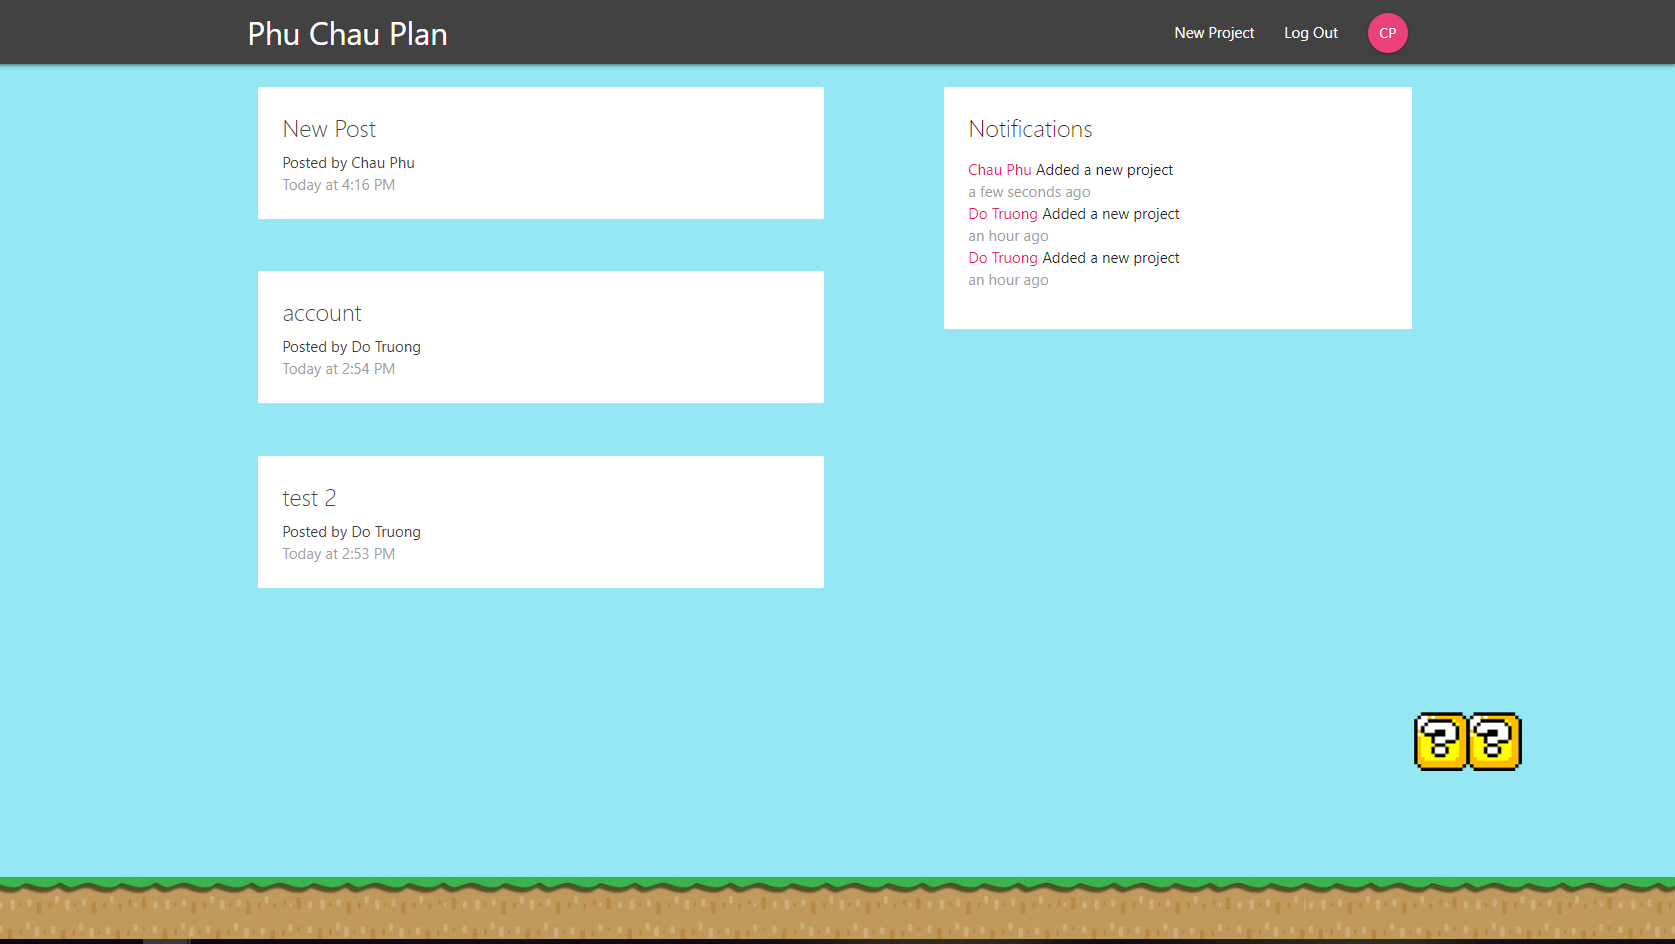 Phu Chau Plan
New Project
Log Out
CP
New Post
Posted by Chau Phu
Today at 4:16 PM
account
Posted by Do Truong
Today at 2:54 PM
test 2
Posted by Do Truong
Today at 2:53 PM
Notifications
Chau Phu Added a new project
a few seconds ago
Do Truong Added a new project
an hour ago
Do Truong Added a new project
an hour ago
? ?